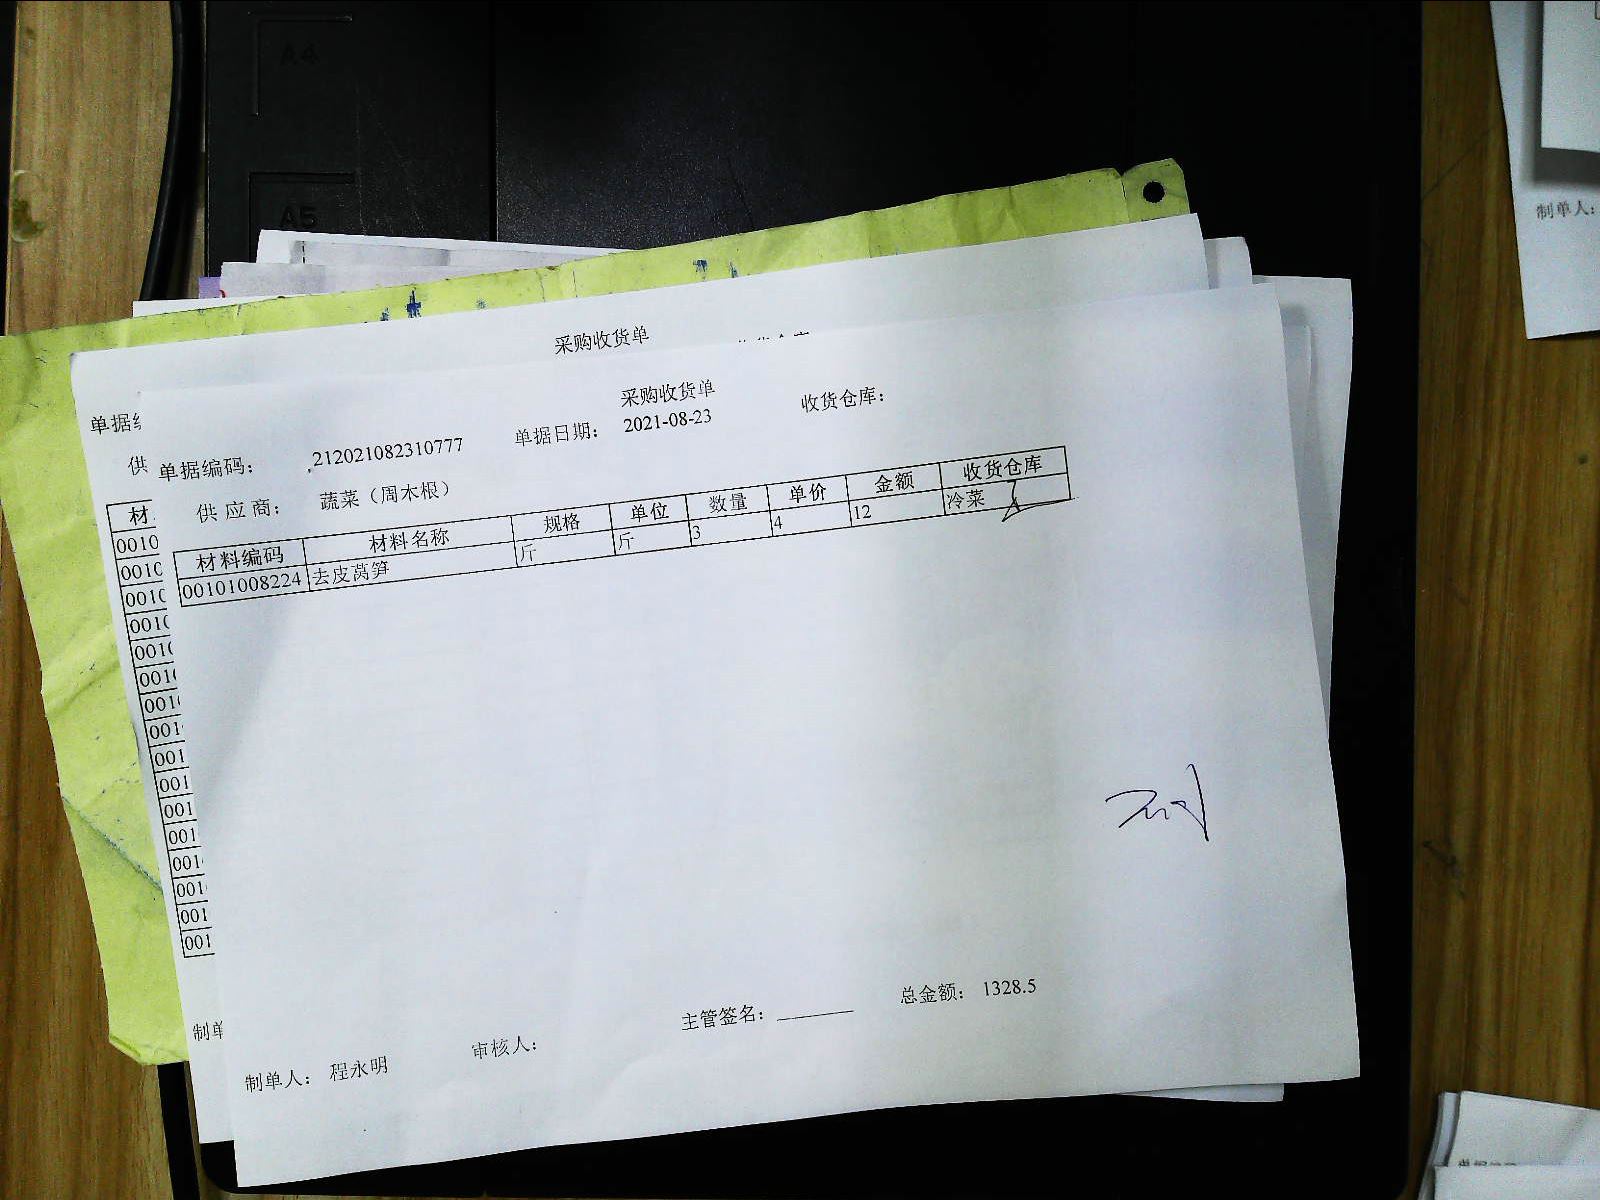 A4
A5
制单人:
采购收货单
单据
供
材
0010
0010
0010
0010
001
001
001
001
001
001
001
001
001
001
001
001
制单
采购收货单
单据编码: .212021082310777 单据日期: 2021-08-23 收货仓库:
供应商: 蔬菜（周木根）
材料编码 材料名称 规格 单位 数量 单价 金额 收货仓库
00101008224 去皮莴笋 斤 斤 3 4 12 冷菜
制单人: 程永明 审核人: 主管签名: 总金额: 1328.5